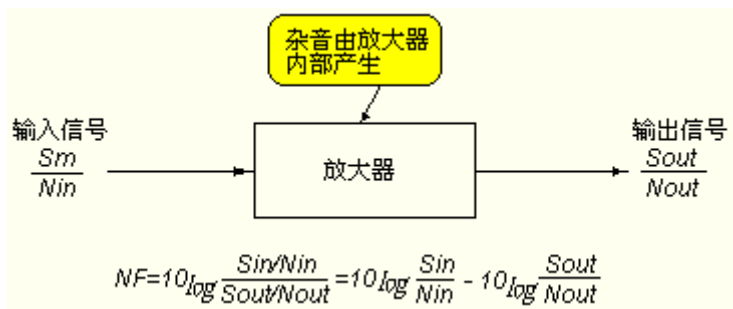 杂音由放大器
内部产生
输入信号
Sm
Nin
放大器
输出信号
Sout
Nout
NF=10log Sin/Nin / Sout/Nout =10log Sin / Nin - 10log Sout / Nout